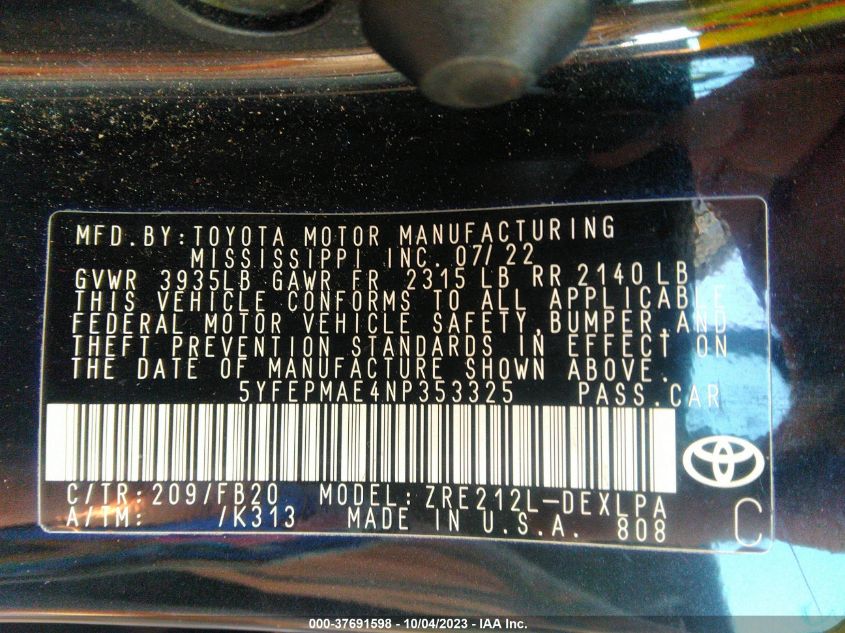 MFD.BY:TOYOTA MOTOR MANUFACTURING
MISSISSIPPI INC. 07/22
GVWR 3935LB GAWR FR 2315 LB RR 2140 LB
THIS VEHICLE CONFORMS TO ALL APPLICABLE
FEDERAL MOTOR VEHICLE SAFETY,BUMPER,AND
THEFT PREVENTION STANDARDS IN EFFECT ON
THE DATE OF MANUFACTURE SHOWN ABOVE.
5YFEPMAE4NP353325 PASS.CAR
C/TR:209/FB20 MODEL:ZRE212L-DEXLPA
A/TM: /K313 MADE IN U.S.A. 808
C
000-37691598 - 10/04/2023 - IAA Inc.